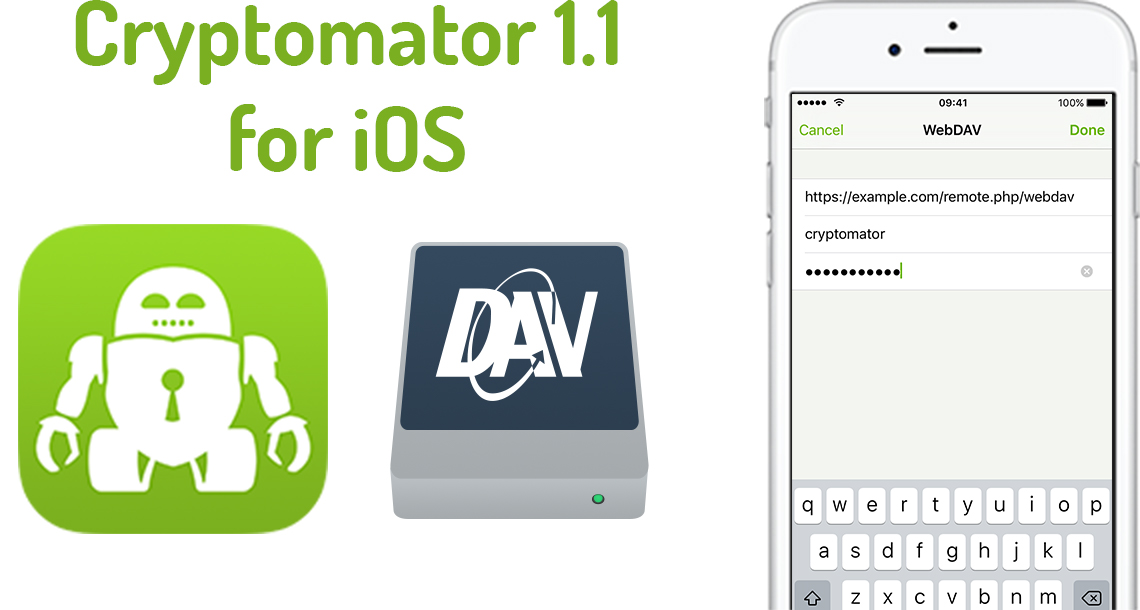 Cryptomator 1.1
for iOS
DAV
09:41
100%
Cancel
WebDAV
Done
https://example.com/remote.php/webdav
cryptomator
●●●●●●●●●●●
q w e r t y u i o p
a s d f g h j k l
z x c v b n m